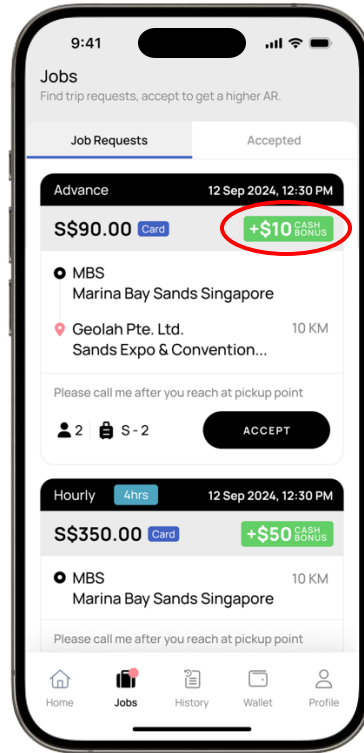 9:41
Jobs
Find trip requests, accept to get a higher AR.
Job Requests
Accepted
Advance
12 Sep 2024, 12:30 PM
S$90.00 Card
+$10 CASH BONUS
MBS
Marina Bay Sands Singapore
Geolah Pte. Ltd.
10 KM
Sands Expo & Convention...
Please call me after you reach at pickup point
2
S - 2
ACCEPT
Hourly
4hrs
12 Sep 2024, 12:30 PM
S$350.00 Card
+$50 CASH BONUS
MBS
10 KM
Marina Bay Sands Singapore
Please call me after you reach at pickup point
Home
Jobs
History
Wallet
Profile